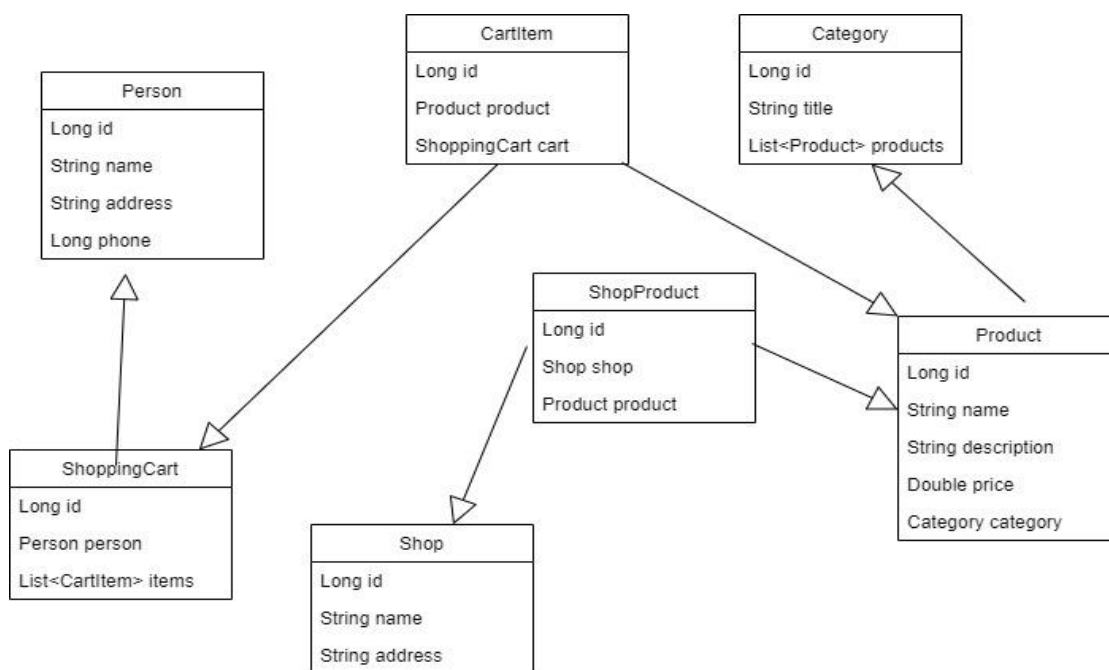 CartItem
Long id
Product product
ShoppingCart cart
Category
Long id
String title
List<Product> products
Person
Long id
String name
String address
Long phone
ShopProduct
Long id
Shop shop
Product product
Product
Long id
String name
String description
Double price
Category category
ShoppingCart
Long id
Person person
List<CartItem> items
Shop
Long id
String name
String address